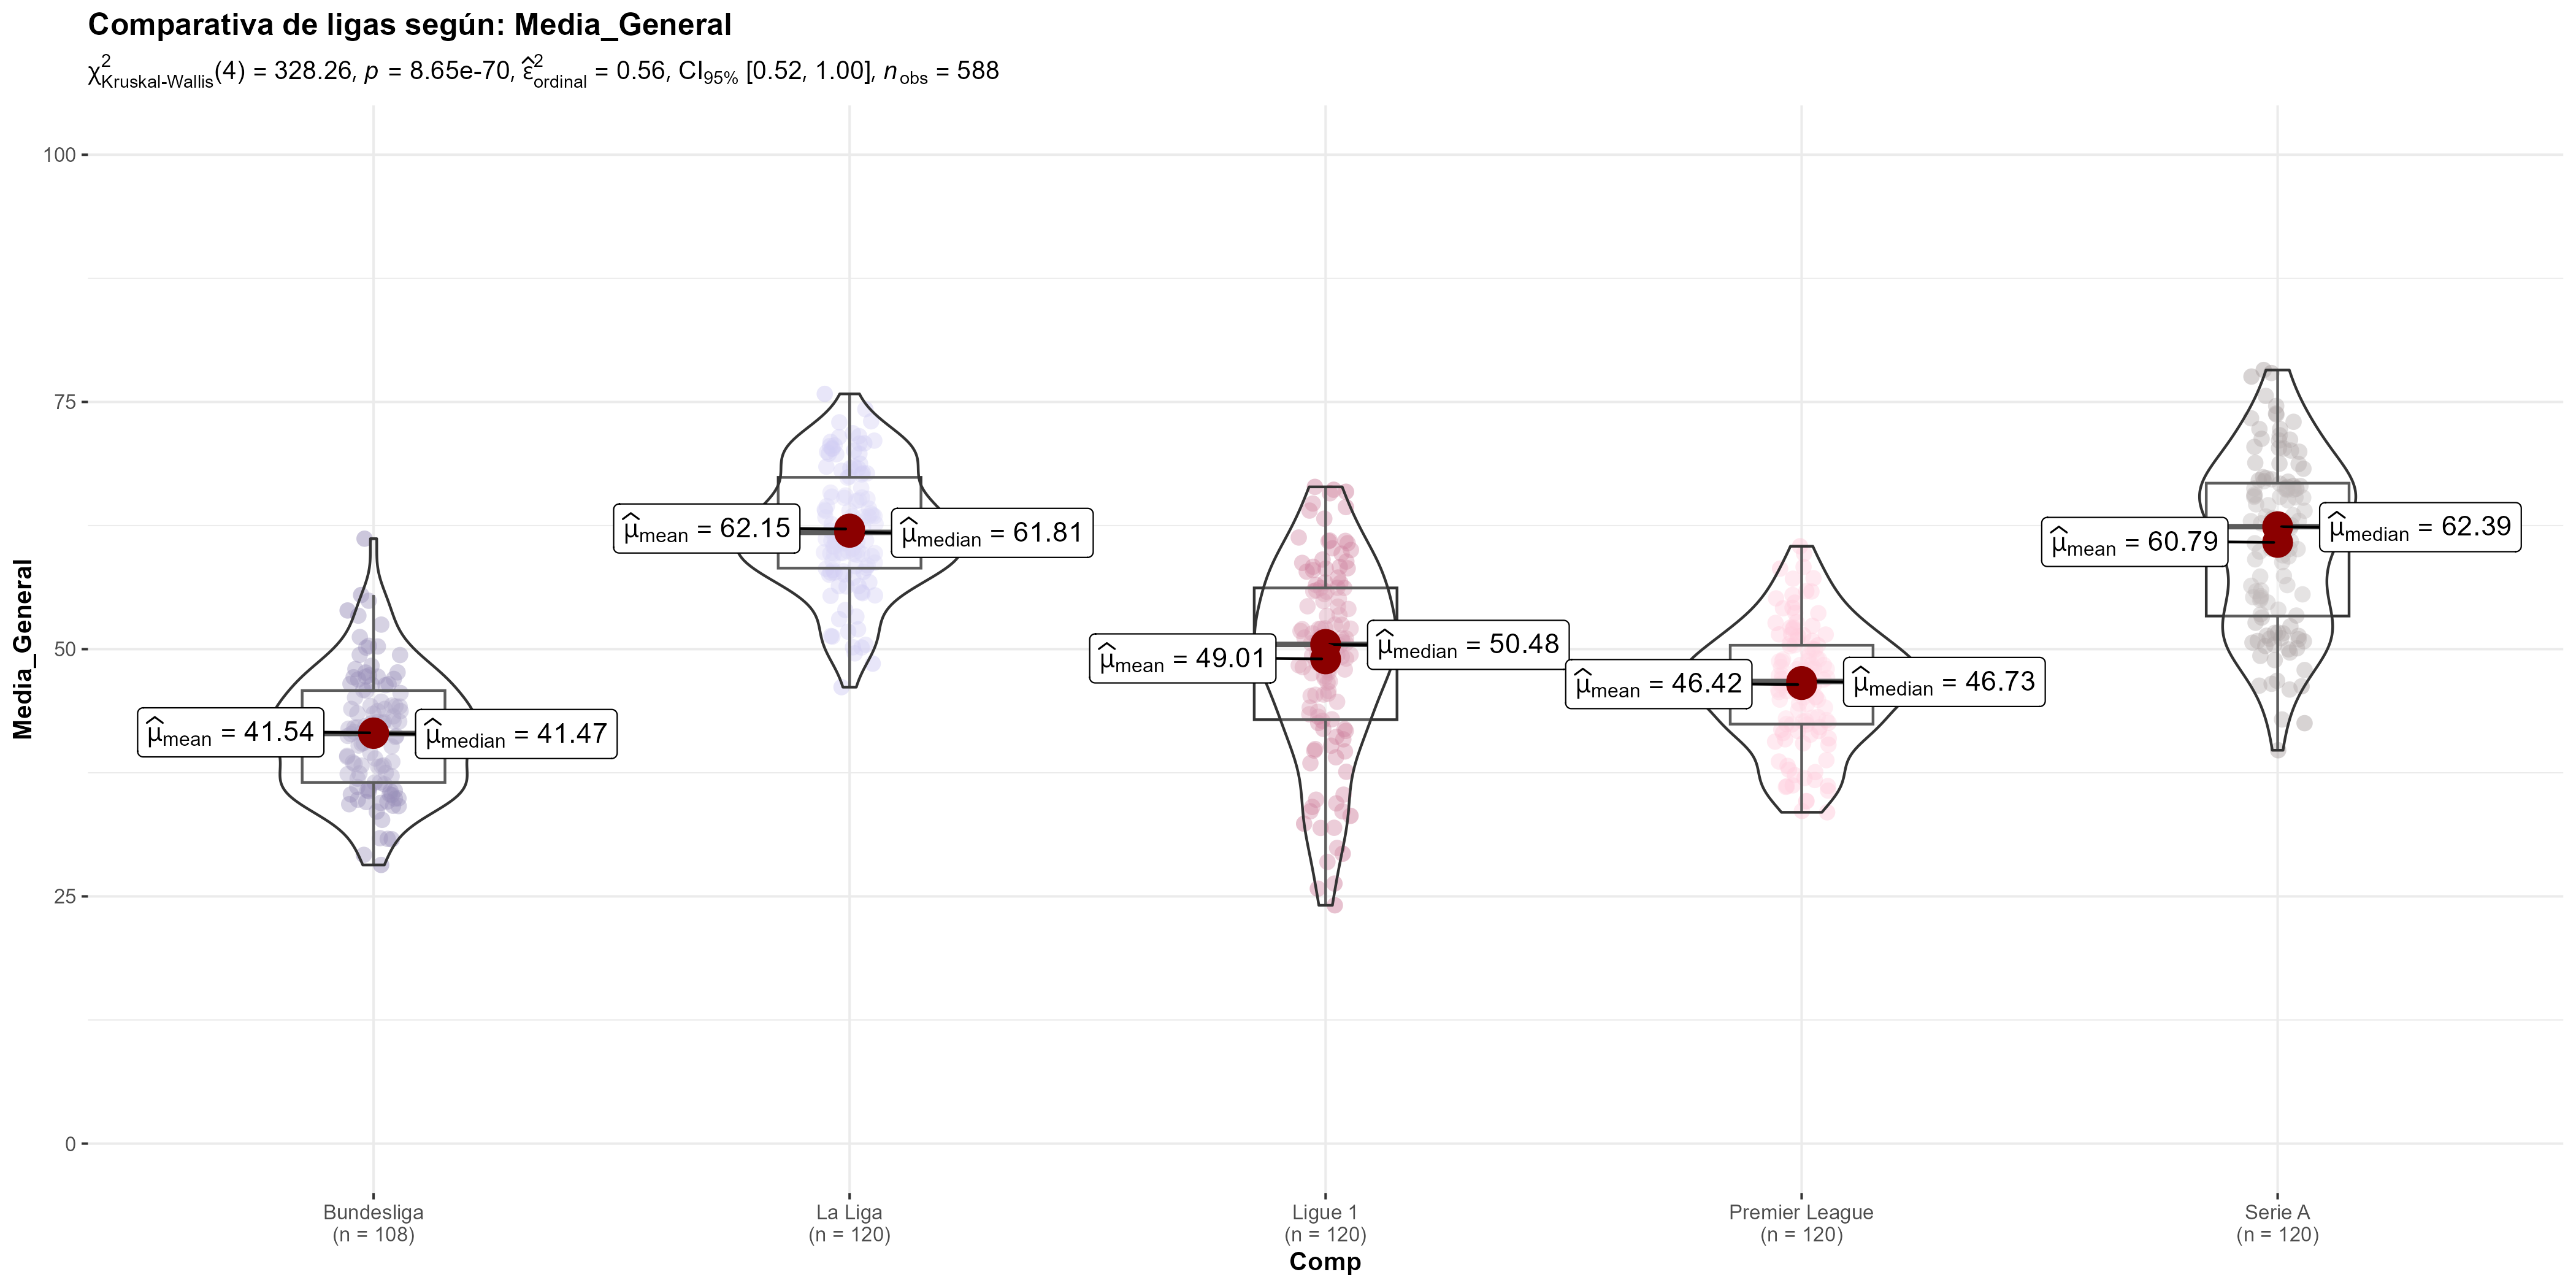 Comparativa de ligas según: Media_General
χ²Kruskal-Wallis(4) = 328.26, p = 8.65e-70, ε̂²ordinal = 0.56, CI95% [0.52, 1.00], nobs = 588
Media_General
100
75
50
25
0
μ̂mean = 41.54
μ̂median = 41.47
μ̂mean = 62.15
μ̂median = 61.81
μ̂mean = 49.01
μ̂median = 50.48
μ̂mean = 46.42
μ̂median = 46.73
μ̂mean = 60.79
μ̂median = 62.39
Bundesliga
(n = 108)
La Liga
(n = 120)
Ligue 1
(n = 120)
Premier League
(n = 120)
Serie A
(n = 120)
Comp